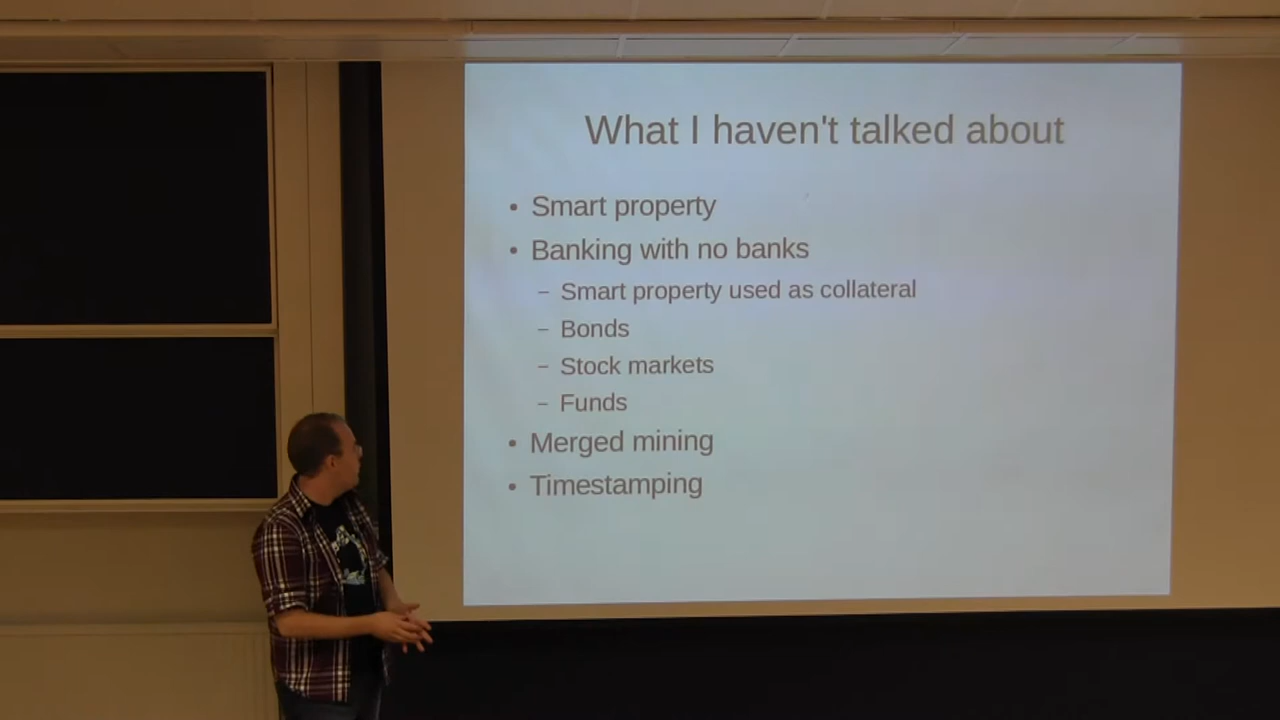 What I haven't talked about
• Smart property
• Banking with no banks
– Smart property used as collateral
– Bonds
– Stock markets
– Funds
• Merged mining
• Timestamping